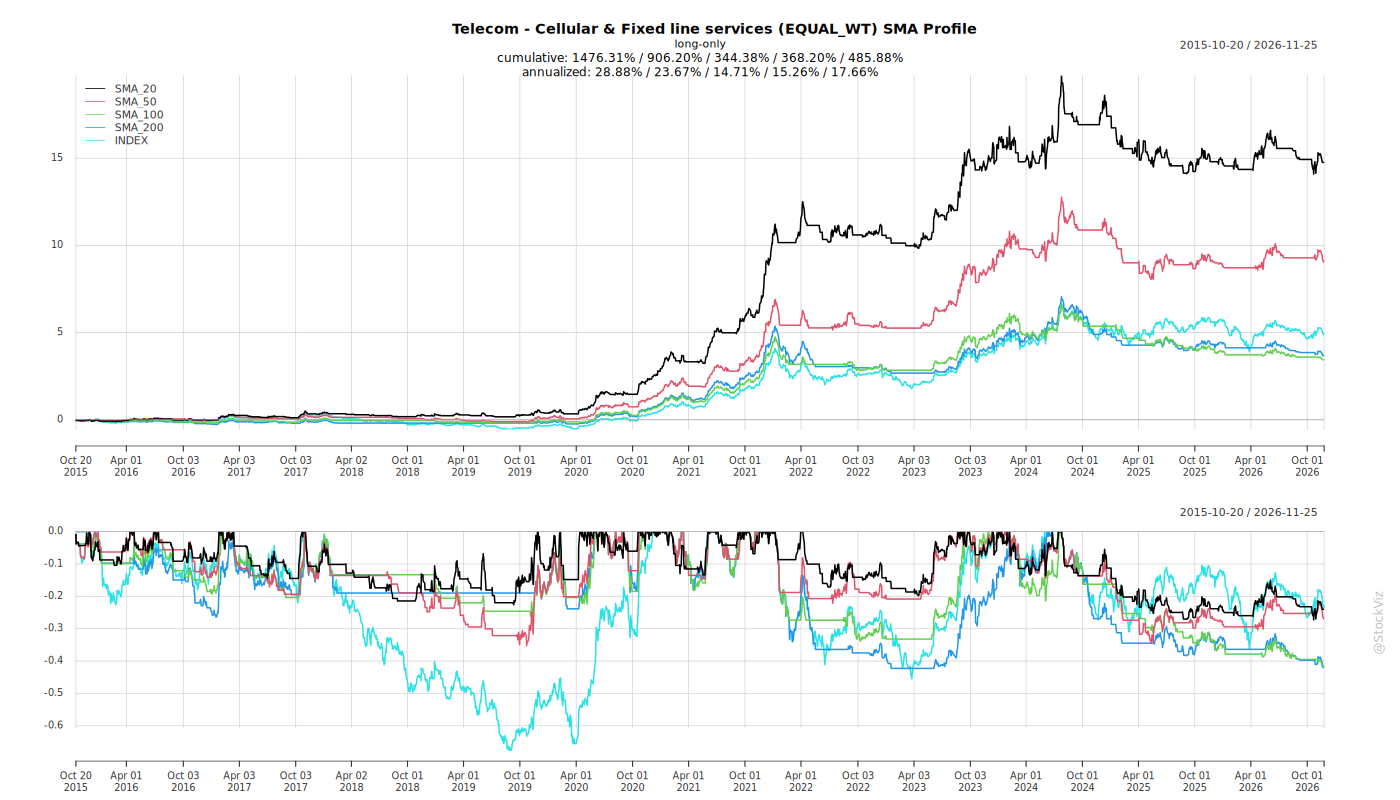 Telecom - Cellular & Fixed line services (EQUAL_WT) SMA Profile
long-only
cumulative: 1476.31% / 906.20% / 344.38% / 368.20% / 485.88%
annualized: 28.88% / 23.67% / 14.71% / 15.26% / 17.66%
2015-10-20 / 2026-11-25
SMA_20
SMA_50
SMA_100
SMA_200
INDEX
15
10
5
0
Oct 20 Apr 01 Oct 03 Oct 03 Apr 02 Oct 01 Apr 01 Oct 01 Apr 01 Oct 01 Apr 01 Oct 01 Apr 01 Oct 03 Apr 03 Oct 03 Apr 01 Oct 01 Apr 01 Oct 01 Apr 01 Oct 01
2015 2016 2016 2017 2018 2018 2019 2019 2020 2020 2021 2021 2022 2022 2023 2023 2024 2024 2025 2025 2026 2026
Apr 03
2017
2015-10-20 / 2026-11-25
0.0
-0.1
-0.2
-0.3
-0.4
-0.5
-0.6
Oct 20 Apr 01 Oct 03 Apr 03 Oct 03 Apr 02 Oct 01 Apr 01 Oct 01 Apr 01 Oct 01 Apr 01 Oct 01 Apr 01 Oct 03 Apr 03 Oct 03 Apr 01 Oct 01 Apr 01 Oct 01 Apr 01 Oct 01
2015 2016 2016 2017 2017 2018 2018 2019 2019 2020 2020 2021 2021 2022 2022 2023 2023 2024 2024 2025 2025 2026 2026
@StockViz